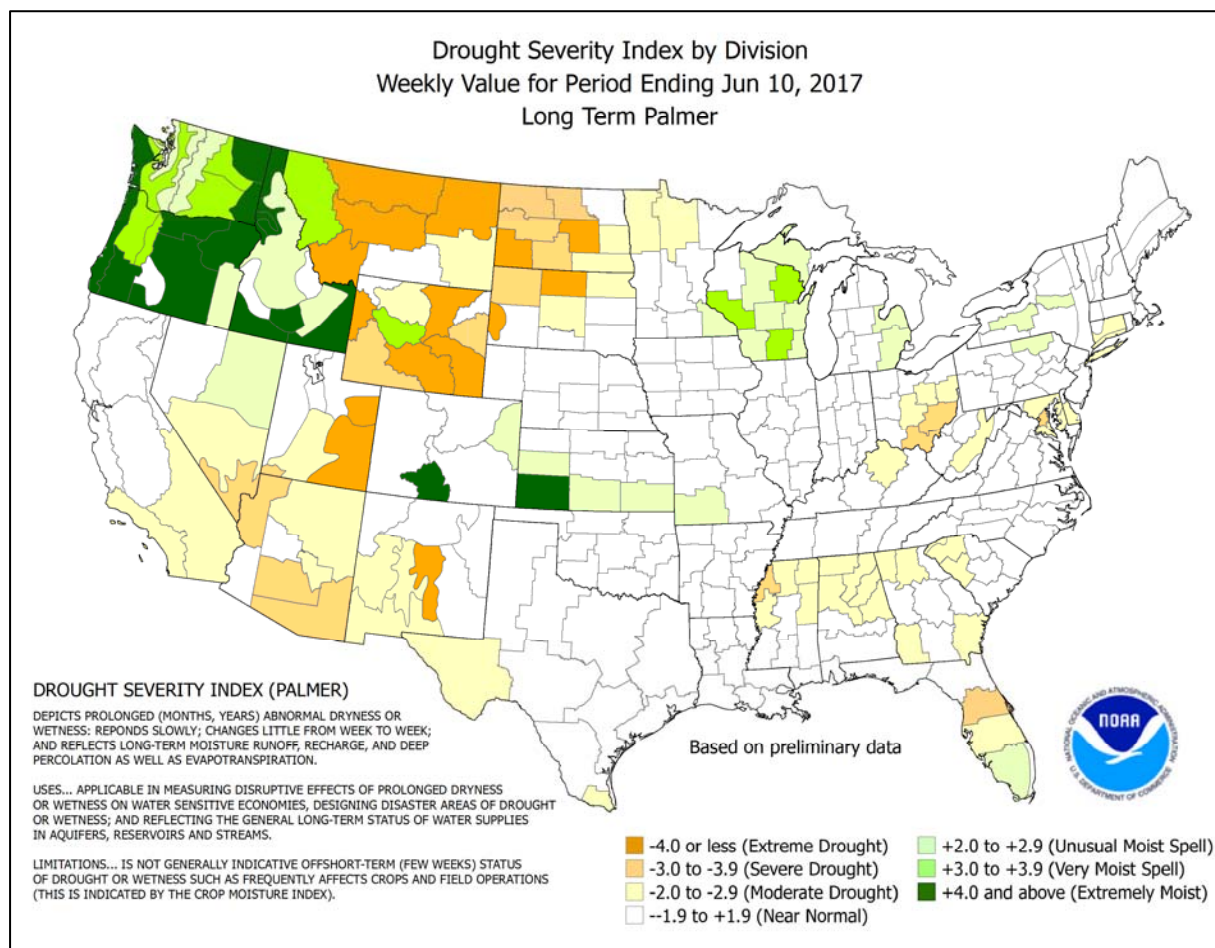 Drought Severity Index by Division
Weekly Value for Period Ending Jun 10, 2017
Long Term Palmer
DROUGHT SEVERITY INDEX (PALMER)
DEPICTS PROLONGED (MONTHS, YEARS) ABNORMAL DRYNESS OR
WETNESS: REPONDS SLOWLY; CHANGES LITTLE FROM WEEK TO WEEK;
AND REFLECTS LONG-TERM MOISTURE RUNOFF, RECHARGE, AND DEEP
PERCOLATION AS WELL AS EVAPOTRANSPIRATION.
USES... APPLICABLE IN MEASURING DISRUPTIVE EFFECTS OF PROLONGED DRYNESS
OR WETNESS ON WATER SENSITIVE ECONOMIES, DESIGNING DISASTER AREAS OF DROUGHT
OR WETNESS; AND REFLECTING THE GENERAL LONG-TERM STATUS OF WATER SUPPLIES
IN AQUIFERS, RESERVOIRS AND STREAMS.
LIMITATIONS... IS NOT GENERALLY INDICATIVE OFFSHORT-TERM (FEW WEEKS) STATUS
OF DROUGHT OR WETNESS SUCH AS FREQUENTLY AFFECTS CROPS AND FIELD OPERATIONS
(THIS IS INDICATED BY THE CROP MOISTURE INDEX).
Based on preliminary data
NATIONAL OCEANIC AND ATMOSPHERIC ADMINISTRATION
NOAA
U.S. DEPARTMENT OF COMMERCE
-4.0 or less (Extreme Drought)
-3.0 to -3.9 (Severe Drought)
-2.0 to -2.9 (Moderate Drought)
--1.9 to +1.9 (Near Normal)
+2.0 to +2.9 (Unusual Moist Spell)
+3.0 to +3.9 (Very Moist Spell)
+4.0 and above (Extremely Moist)